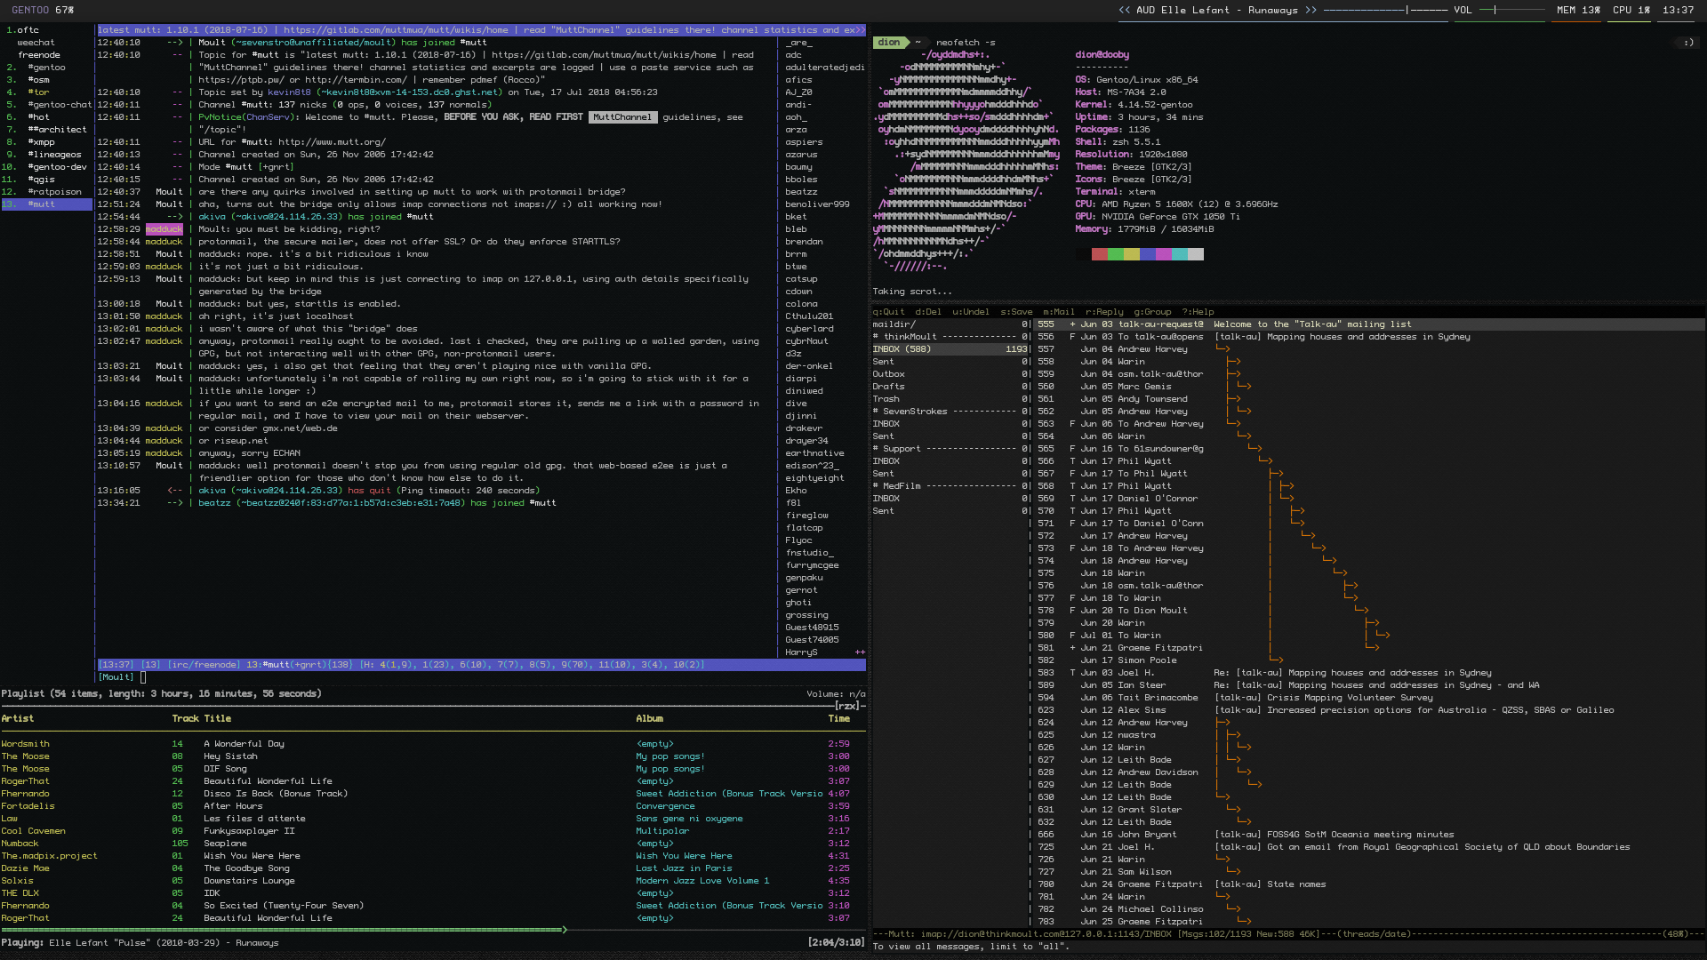 GENTOO 67%
<< AUD Elle Lefant - Runaways >> VOL MEM 13% CPU 1% 13:37
1.oftc
weechat
freenode
2. #gentoo
3. #osm
4. #tor
5. #gentoo-chat
6. #hot
7. ##architect
8. #xmpp
9. #lineageos
10. #gentoo-dev
11. #qgis
12. #ratpoison
13. #mutt
latest mutt: 1.10.1 (2018-07-16) | https://gitlab.com/muttmua/mutt/wikis/home | read "MuttChannel" guidelines there! channel statistics and ex>>
12:40:10 --> | Moult (~sevenstro@unaffiliated/moult) has joined #mutt
12:40:10 -- | Topic for #mutt is "latest mutt: 1.10.1 (2018-07-16) | https://gitlab.com/muttmua/mutt/wikis/home | read
| "MuttChannel" guidelines there! channel statistics and excerpts are logged | use a paste service such as
| https://ptpb.pw/ or http://termbin.com/ | remember pdmef (Rocco)"
12:40:10 -- | Topic set by kevin8t8 (~kevin8t8@xvm-14-153.dc0.ghst.net) on Tue, 17 Jul 2018 04:56:23
12:40:11 -- | Channel #mutt: 137 nicks (0 ops, 0 voices, 137 normals)
12:40:11 -- | PvNotice(ChanServ): Welcome to #mutt. Please, BEFORE YOU ASK, READ FIRST MuttChannel guidelines, see
| "/topic"!
12:40:11 -- | URL for #mutt: http://www.mutt.org/
12:40:13 -- | Channel created on Sun, 26 Nov 2006 17:42:42
12:40:14 -- | Mode #mutt [+gnrt]
12:40:15 -- | Channel created on Sun, 26 Nov 2006 17:42:42
12:40:37 Moult | are there any quirks involved in setting up mutt to work with protonmail bridge?
12:51:24 Moult | aha, turns out the bridge only allows imap connections not imaps:// :) all working now!
12:54:44 --> | akiva (~akiva@24.114.26.33) has joined #mutt
12:58:29 madduck | Moult: you must be kidding, right?
12:58:44 madduck | protonmail, the secure mailer, does not offer SSL? Or do they enforce STARTTLS?
12:58:51 Moult | madduck: nope. it's a bit ridiculous i know
12:59:03 madduck | it's not just a bit ridiculous.
12:59:13 Moult | madduck: but keep in mind this is just connecting to imap on 127.0.0.1, using auth details specifically
| generated by the bridge
13:00:18 Moult | madduck: but yes, starttls is enabled.
13:01:50 madduck | ah right, it's just localhost
13:02:01 madduck | i wasn't aware of what this "bridge" does
13:02:47 madduck | anyway, protonmail really ought to be avoided. last i checked, they are pulling up a walled garden, using
| GPG, but not interacting well with other GPG, non-protonmail users.
13:03:21 Moult | madduck: yes, i also get that feeling that they aren't playing nice with vanilla GPG.
13:03:44 Moult | madduck: unfortunately i'm not capable of rolling my own right now, so i'm going to stick with it for a
| little while longer :)
13:04:16 madduck | if you want to send an e2e encrypted mail to me, protonmail stores it, sends me a link with a password in
| regular mail, and I have to view your mail on their webserver.
13:04:39 madduck | or consider gmx.net/web.de
13:04:44 madduck | or riseup.net
13:05:19 madduck | anyway, sorry ECHAN
13:10:57 Moult | madduck: well protonmail doesn't stop you from using regular old gpg. that web-based e2ee is just a
| friendlier option for those who don't know how else to do it.
13:16:05 <-- | akiva (~akiva@24.114.26.33) has quit (Ping timeout: 240 seconds)
13:34:21 --> | beatzz (~beatzz@240f:83:d77a:1:b57d:c3eb:e31:7a48) has joined #mutt
_are_
adc
adulteratedjedi
afics
AJ_Z0
andi-
aoh_
arza
aspiers
azarus
baumy
bboles
beatzz
benoliver999
bket
bleb
brendan
brrm
btwe
catsup
cdown
colona
Cthulu201
cyberlard
cybrNaut
d3z
der-onkel
diarpi
diniwed
dive
djinni
drakevr
drayer34
earthnative
edison^23_
eightyeight
Ekho
f8l
fireglow
flatcap
Flyoc
fnstudio_
furrymcgee
genpaku
gernot
ghoti
grossing
Guest48915
Guest74005
HarryS ++
[13:37] [13] [irc/freenode] 13:#mutt(+gnrt){138} [H: 4(1,9), 1(23), 6(10), 7(7), 8(5), 9(70), 11(10), 3(4), 10(2)]
[Moult]
Playlist (54 items, length: 3 hours, 16 minutes, 56 seconds) Volume: n/a
[rzx]
Artist Track Title Album Time
Wordsmith 14 A Wonderful Day <empty> 2:59
The Moose 08 Hey Sistah My pop songs! 3:00
The Moose 05 DIF Song My pop songs! 3:00
RogerThat 24 Beautiful Wonderful Life <empty> 3:07
Fhernando 12 Disco Is Back (Bonus Track) Sweet Addiction (Bonus Track Versio 4:07
Fortadelis 05 After Hours Convergence 3:59
Law 01 Les files d attente Sans gene ni oxygene 3:16
Cool Cavemen 09 Funkysaxplayer II Multipolar 2:17
Numback 105 Seaplane <empty> 3:12
The.madpix.project 01 Wish You Were Here Wish You Were Here 4:31
Dazie Mae 04 The Goodbye Song Last Jazz in Paris 2:25
Solxis 05 Downstairs Lounge Modern Jazz Love Volume 1 4:35
THE DLX 05 IDK <empty> 3:12
Fhernando 04 So Excited (Twenty-Four Seven) Sweet Addiction (Bonus Track Versio 3:10
RogerThat 24 Beautiful Wonderful Life <empty> 3:07
Playing: Elle Lefant "Pulse" (2010-03-29) - Runaways [2:04/3:10]
dion ~ neofetch -s :)
dion@dooby
----------
OS: Gentoo/Linux x86_64
Host: MS-7A34 2.0
Kernel: 4.14.52-gentoo
Uptime: 3 hours, 34 mins
Packages: 1136
Shell: zsh 5.5.1
Resolution: 1920x1080
Theme: Breeze [GTK2/3]
Icons: Breeze [GTK2/3]
Terminal: xterm
CPU: AMD Ryzen 5 1600X (12) @ 3.696GHz
GPU: NVIDIA GeForce GTX 1050 Ti
Memory: 1779MiB / 16034MiB
Taking scrot...
q:Quit d:Del u:Undel s:Save m:Mail r:Reply g:Group ?:Help
maildir/ 0
# thinkMoult ------------ 0
INBOX (588) 1193
Sent 0
Outbox 0
Drafts 0
Trash 0
# SevenStrokes ---------- 0
INBOX 0
Sent 0
# Support --------------- 0
INBOX 0
Sent 0
# MedFilm --------------- 0
INBOX 0
Sent 0
555 + Jun 03 talk-au-request@ Welcome to the "Talk-au" mailing list
556 F Jun 03 To talk-au@opens [talk-au] Mapping houses and addresses in Sydney
557 Jun 04 Andrew Harvey
558 Jun 04 Warin
559 Jun 04 osm.talk-au@thor
560 Jun 05 Marc Gemis
561 Jun 05 Andy Townsend
562 Jun 05 Andrew Harvey
563 F Jun 06 To Andrew Harvey
564 Jun 06 Warin
565 F Jun 16 To 61sundowner@g
566 T Jun 17 Phil Wyatt
567 F Jun 17 To Phil Wyatt
568 T Jun 17 Phil Wyatt
569 T Jun 17 Daniel O'Connor
570 T Jun 17 Phil Wyatt
571 F Jun 17 To Daniel O'Conn
572 Jun 17 Andrew Harvey
573 F Jun 18 To Andrew Harvey
574 Jun 18 Andrew Harvey
575 Jun 18 Warin
576 Jun 18 osm.talk-au@thor
577 F Jun 18 To Warin
578 F Jun 20 To Dion Moult
579 Jun 20 Warin
580 F Jul 01 To Warin
581 + Jun 21 Graeme Fitzpatri
582 Jun 17 Simon Poole
583 T Jun 03 Joel H. Re: [talk-au] Mapping houses and addresses in Sydney
589 Jun 05 Ian Steer Re: [talk-au] Mapping houses and addresses in Sydney - and WA
594 Jun 06 Tait Brimacombe [talk-au] Crisis Mapping Volunteer Survey
623 Jun 12 Alex Sims [talk-au] Increased precision options for Australia - QZSS, SBAS or Galileo
624 Jun 12 Andrew Harvey
625 Jun 12 nwastra
626 Jun 12 Warin
627 Jun 12 Leith Bade
628 Jun 12 Andrew Davidson
629 Jun 12 Leith Bade
630 Jun 12 Leith Bade
631 Jun 12 Grant Slater
632 Jun 12 Leith Bade
666 Jun 16 John Bryant [talk-au] FOSS4G SotM Oceania meeting minutes
725 Jun 21 Joel H. [talk-au] Got an email from Royal Geographical Society of QLD about Boundaries
726 Jun 21 Warin
727 Jun 21 Sam Wilson
780 Jun 24 Graeme Fitzpatri [talk-au] State names
781 Jun 24 Warin
782 Jun 24 Michael Collinso
783 Jun 25 Graeme Fitzpatri
---Mutt: imap://dion@thinkmoult.com@127.0.0.1:1143/INBOX [Msgs:102/1193 New:588 46K]---(threads/date)---(48%)---
To view all messages, limit to "all".